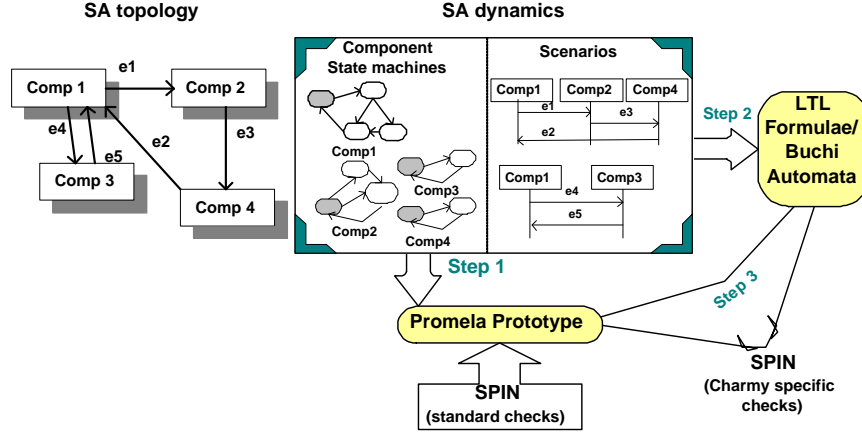 SA topology
SA dynamics
Comp 1
e1
Comp 2
e4
e5
e2
e3
Comp 3
Comp 4
Component
State machines
Comp1
Comp2
Comp3
Comp4
Scenarios
Comp1
Comp2
Comp4
e1
e3
e2
Comp1
Comp3
e4
e5
Step 2
LTL
Formulae/
Buchi
Automata
Step 1
Step 3
Promela Prototype
SPIN
(standard checks)
SPIN
(Charmy specific
checks)